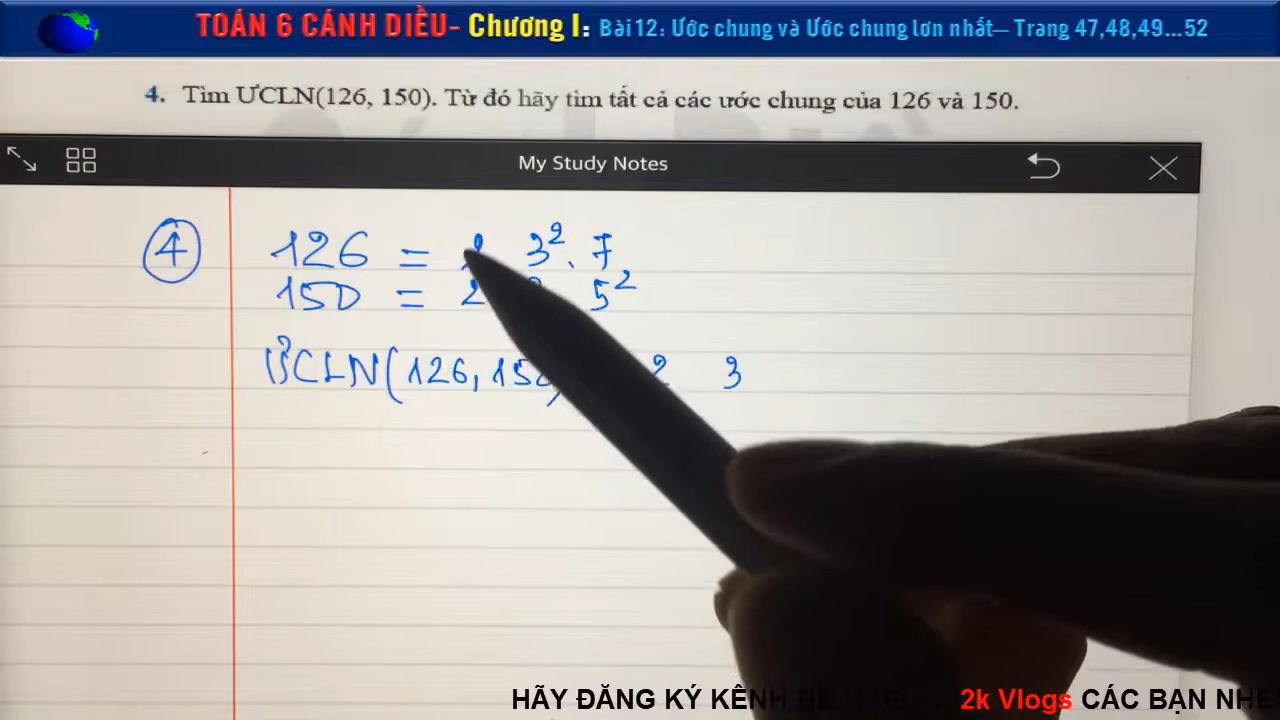 TOÁN 6 CÁNH DIỀU- Chương I: Bài 12: Ước chung và Ước chung lớn nhất– Trang 47,48,49...52
4. Tìm ƯCLN(126, 150). Từ đó hãy tìm tất cả các ước chung của 126 và 150.
My Study Notes
4 126 = 3². 7
150 = 2 5²
ƯCLN(126, 150 2 3
HÃY ĐĂNG KÝ KÊNH 2k Vlogs CÁC BẠN NHÉ